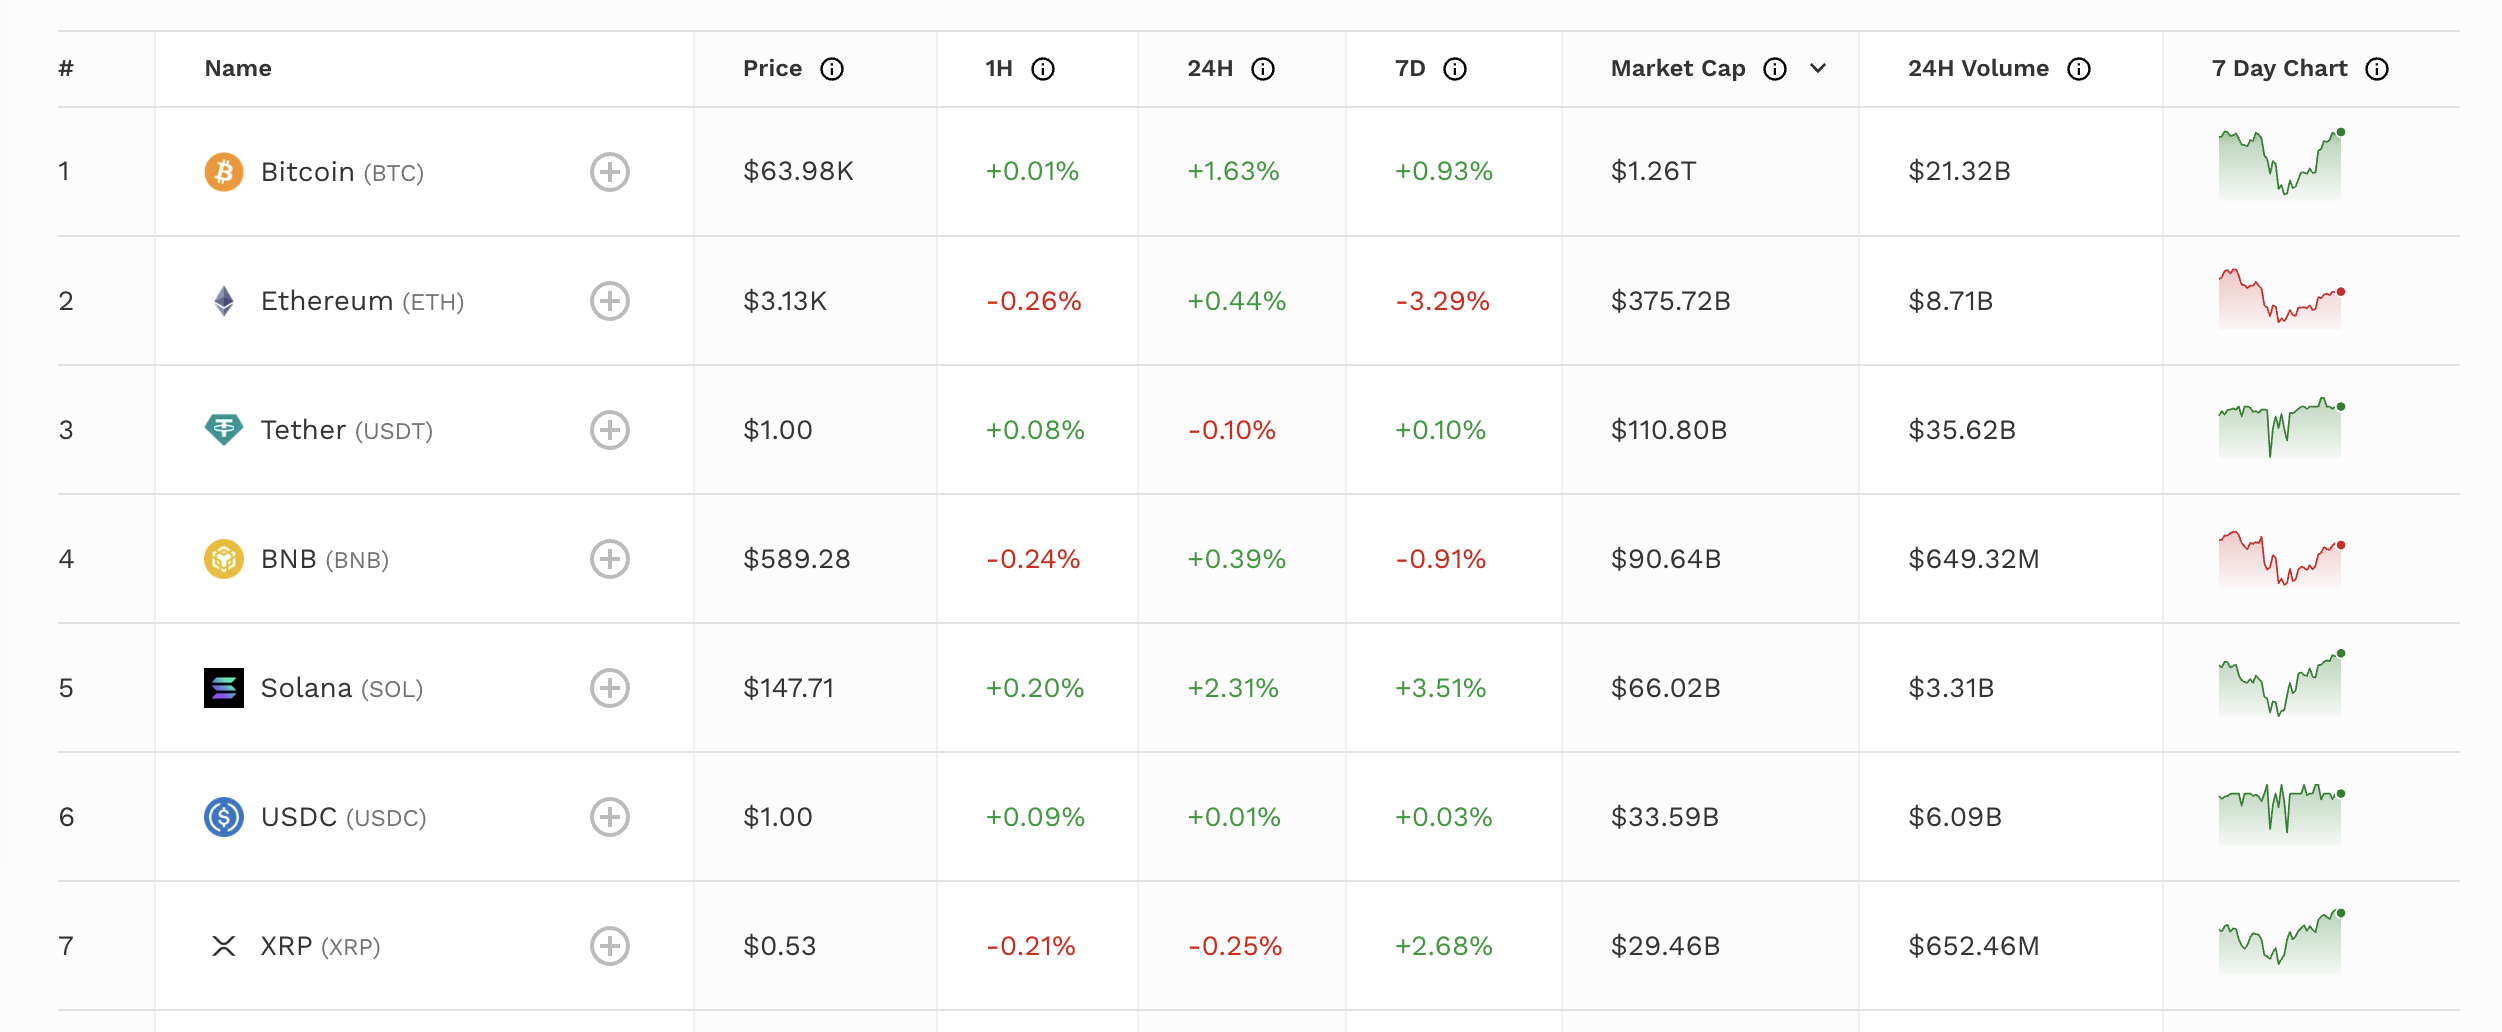 # Name Price 1H 24H 7D Market Cap 24H Volume 7 Day Chart
1 Bitcoin (BTC) $63.98K +0.01% +1.63% +0.93% $1.26T $21.32B
2 Ethereum (ETH) $3.13K -0.26% +0.44% -3.29% $375.72B $8.71B
3 Tether (USDT) $1.00 +0.08% -0.10% +0.10% $110.80B $35.62B
4 BNB (BNB) $589.28 -0.24% +0.39% -0.91% $90.64B $649.32M
5 Solana (SOL) $147.71 +0.20% +2.31% +3.51% $66.02B $3.31B
6 USDC (USDC) $1.00 +0.09% +0.01% +0.03% $33.59B $6.09B
7 XRP (XRP) $0.53 -0.21% -0.25% +2.68% $29.46B $652.46M